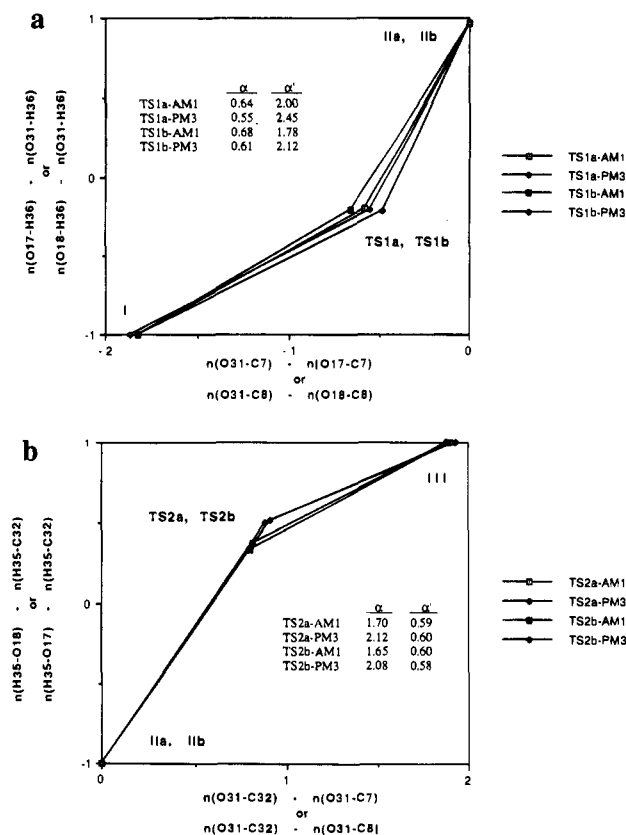 a
1
IIa, IIb
α α'
TS1a-AM1 0.64 2.00
TS1a-PM3 0.55 2.45
TS1b-AM1 0.68 1.78
TS1b-PM3 0.61 2.12
n(O17-H36) - n(O31-H36)
or
n(O18-H36) - n(O31-H36)
0
TS1a-AM1
TS1a-PM3
TS1b-AM1
TS1b-PM3
TS1a, TS1b
I
-1
-2 -1 0
n(O31-C7) - n(O17-C7)
or
n(O31-C8) - n(O18-C8)
b
1
III
TS2a, TS2b
n(H35-O18) - n(H35-C32)
or
n(H35-O17) - n(H35-C32)
0
α α'
TS2a-AM1 1.70 0.59
TS2a-PM3 2.12 0.60
TS2b-AM1 1.65 0.60
TS2b-PM3 2.08 0.58
TS2a-AM1
TS2a-PM3
TS2b-AM1
TS2b-PM3
IIa, IIb
-1
0 1 2
n(O31-C32) - n(O31-C7)
or
n(O31-C32) - n(O31-C8)